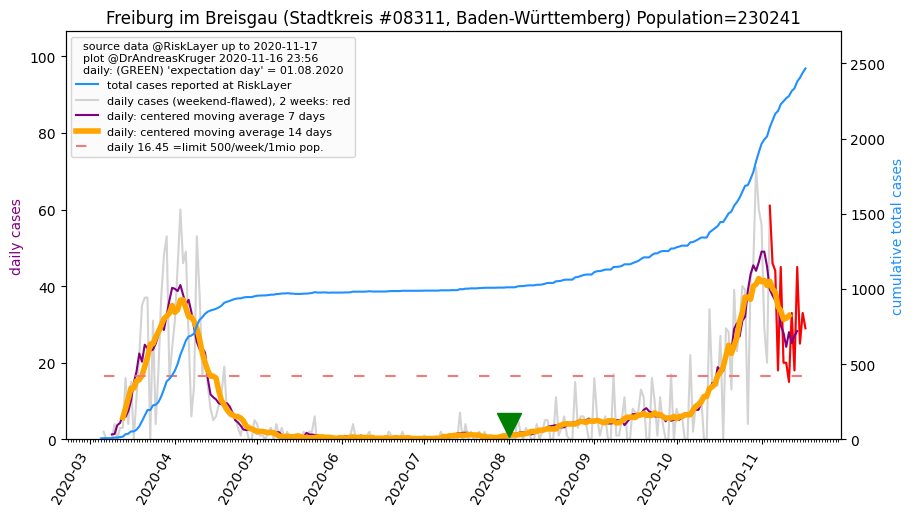 Freiburg im Breisgau (Stadtkreis #08311, Baden-Württemberg) Population=230241
source data @RiskLayer up to 2020-11-17
plot @DrAndreasKruger 2020-11-16 23:56
daily: (GREEN) 'expectation day' = 01.08.2020
total cases reported at RiskLayer
daily cases (weekend-flawed), 2 weeks: red
daily: centered moving average 7 days
daily: centered moving average 14 days
daily 16.45 =limit 500/week/1mio pop.
daily cases
100
80
60
40
20
0
cumulative total cases
2500
2000
1500
1000
500
0
2020-03
2020-04
2020-05
2020-06
2020-07
2020-08
2020-09
2020-10
2020-11